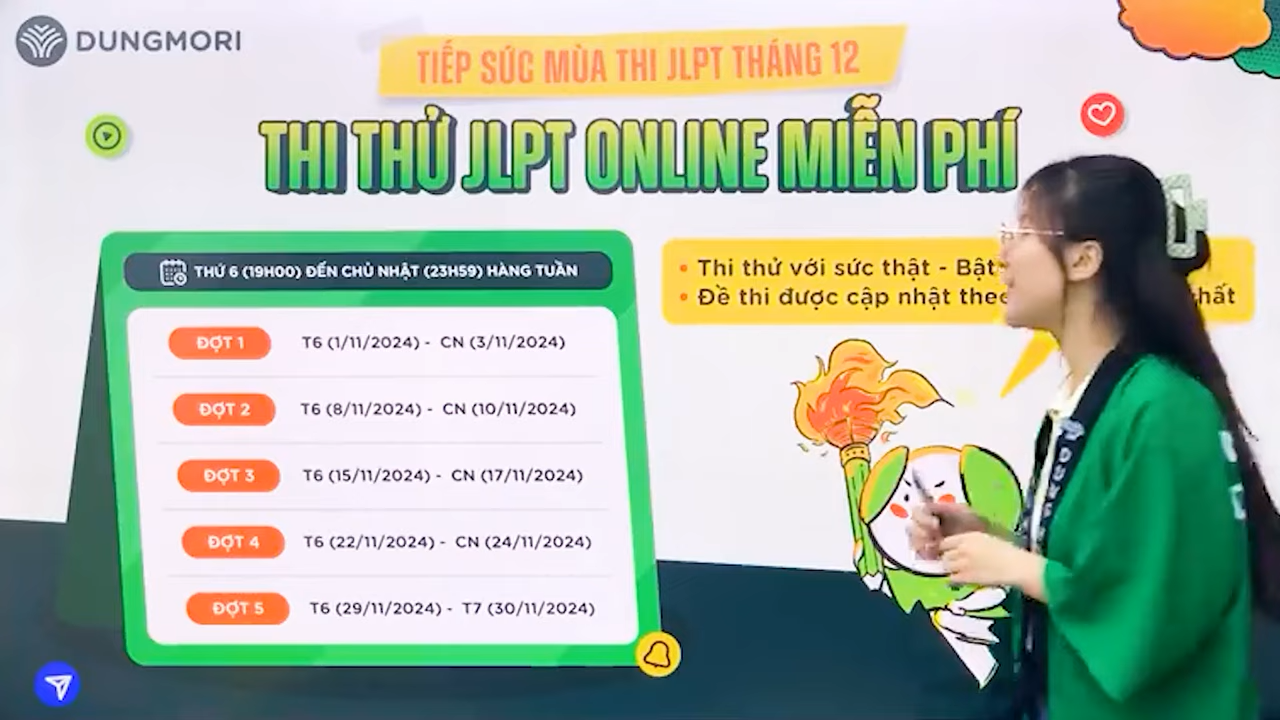 DUNGMORI
TIẾP SỨC MÙA THI JLPT THÁNG 12
THI THỬ JLPT ONLINE MIỄN PHÍ
THỨ 6 (19H00) ĐẾN CHỦ NHẬT (23H59) HÀNG TUẦN
ĐỢT 1 T6 (1/11/2024) - CN (3/11/2024)
ĐỢT 2 T6 (8/11/2024) - CN (10/11/2024)
ĐỢT 3 T6 (15/11/2024) - CN (17/11/2024)
ĐỢT 4 T6 (22/11/2024) - CN (24/11/2024)
ĐỢT 5 T6 (29/11/2024) - T7 (30/11/2024)
• Thi thử với sức thật - Bật
• Đề thi được cập nhật